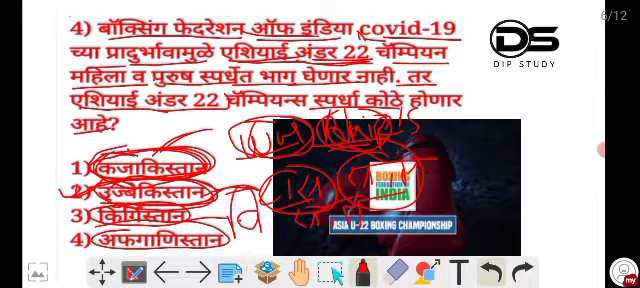 4) बॉक्सिंग फेदरेशन ऑफ इंडिया covid-19
च्या प्रादुर्भावामुळे एशियाई अंडर 22 चॅम्पियन
महिला व पुरुष स्पर्धेत भाग घेणार नाही. तर
एशियाई अंडर 22 चॅम्पियन्स स्पर्धा कोठे होणार
आहे?
1) कजाकिस्तान
2) उज्बेकिस्तान
3) किर्गिस्तान
4) अफगाणिस्तान
6/12
DS
DIP STUDY
BOXING
FEDERATION OF
INDIA
ASIA U-22 BOXING CHAMPIONSHIP
T
my